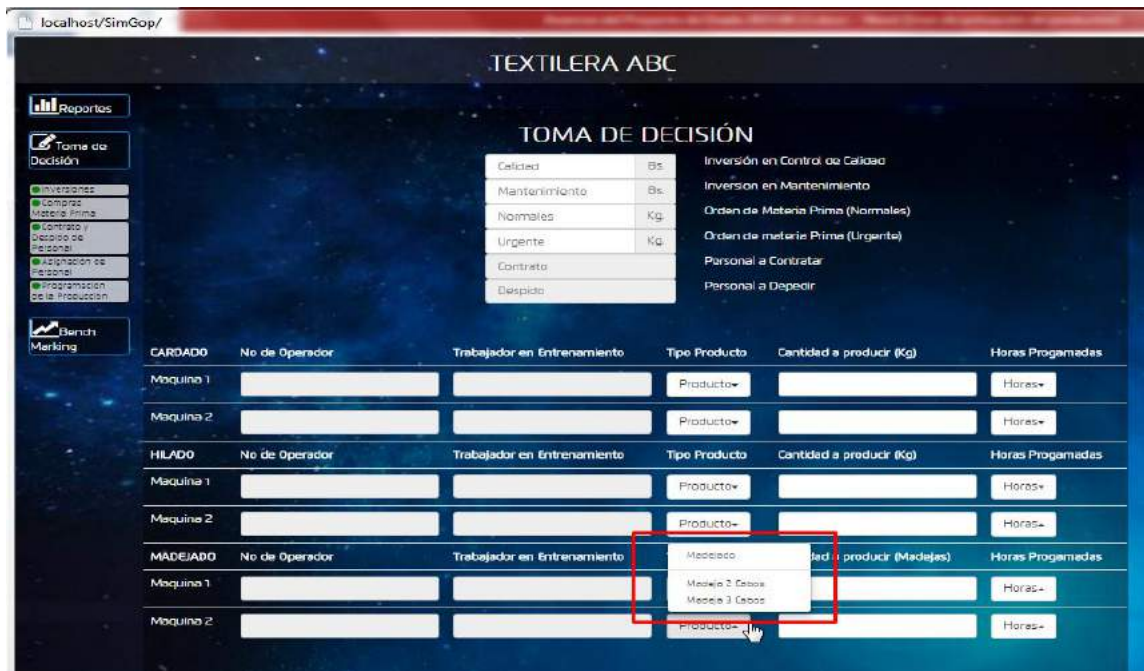 localhost/SimGop/
TEXTILERA ABC
Reportes
Toma de
Decisión
Inversiones
Compras
Materia Prima
Contrato y
Despido de
Personal
Asignación de
Personal
Programación
de la Producción
Bench
Marking
TOMA DE DECISIÓN
Calidad Bs. Inversión en Control de Calidad
Mantenimiento Bs. Inversion en Mantenimiento
Normales Kg. Orden de Materia Prima (Normales)
Urgente Kg. Orden de materia Prima (Urgente)
Contrato Personal a Contratar
Despido Personal a Depedir
CARDADO No de Operador Trabajador en Entrenamiento Tipo Producto Cantidad a producir (Kg) Horas Progamadas
Maquina 1 Producto Horas
Maquina 2 Producto Horas
HILADO No de Operador Trabajador en Entrenamiento Tipo Producto Cantidad a producir (Kg) Horas Progamadas
Maquina 1 Producto Horas
Maquina 2 Producto Horas
MADEJADO No de Operador Trabajador en Entrenamiento dad a producir (Madejas) Horas Progamadas
Madejado
Madeja 2 Cabos
Madeja 3 Cabos
Maquina 1 Horas
Maquina 2 Producto Horas